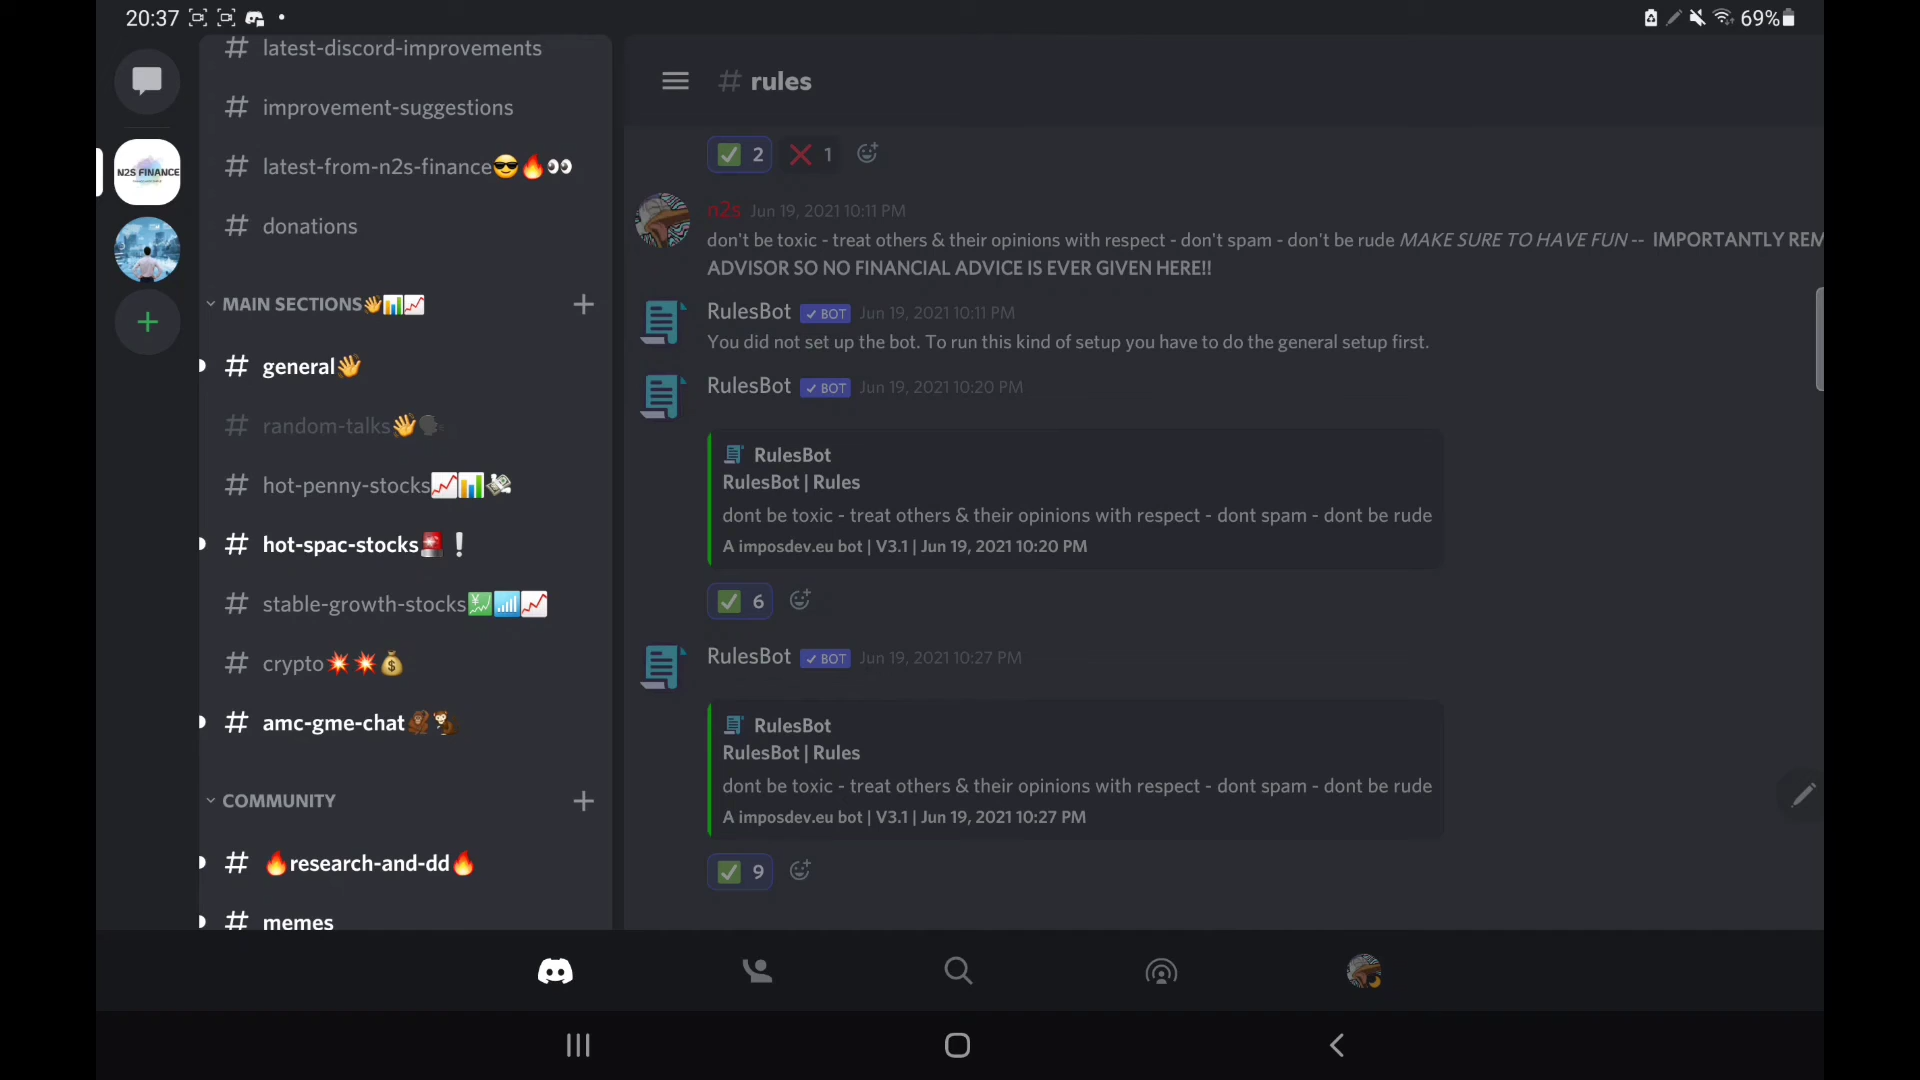 20:37
69%
# latest-discord-improvements
# improvement-suggestions
# latest-from-n2s-finance😎🔥👀
# donations
N2S FINANCE
MAIN SECTIONS👋📊📈
# general👋
# random-talks👋🗣
# hot-penny-stocks📈📊💸
# hot-spac-stocks🚨❕
# stable-growth-stocks💹📶📈
# crypto💥💥💰
# amc-gme-chat🦧🐒
COMMUNITY
# 🔥research-and-dd🔥
# memes
# rules
✅ 2 ❌ 1
n2s Jun 19, 2021 10:11 PM
don't be toxic - treat others & their opinions with respect - don't spam - don't be rude MAKE SURE TO HAVE FUN -- IMPORTANTLY REM
ADVISOR SO NO FINANCIAL ADVICE IS EVER GIVEN HERE!!
RulesBot ✓ BOT Jun 19, 2021 10:11 PM
You did not set up the bot. To run this kind of setup you have to do the general setup first.
RulesBot ✓ BOT Jun 19, 2021 10:20 PM
RulesBot
RulesBot | Rules
dont be toxic - treat others & their opinions with respect - dont spam - dont be rude
A imposdev.eu bot | V3.1 | Jun 19, 2021 10:20 PM
✅ 6
RulesBot ✓ BOT Jun 19, 2021 10:27 PM
RulesBot
RulesBot | Rules
dont be toxic - treat others & their opinions with respect - dont spam - dont be rude
A imposdev.eu bot | V3.1 | Jun 19, 2021 10:27 PM
✅ 9